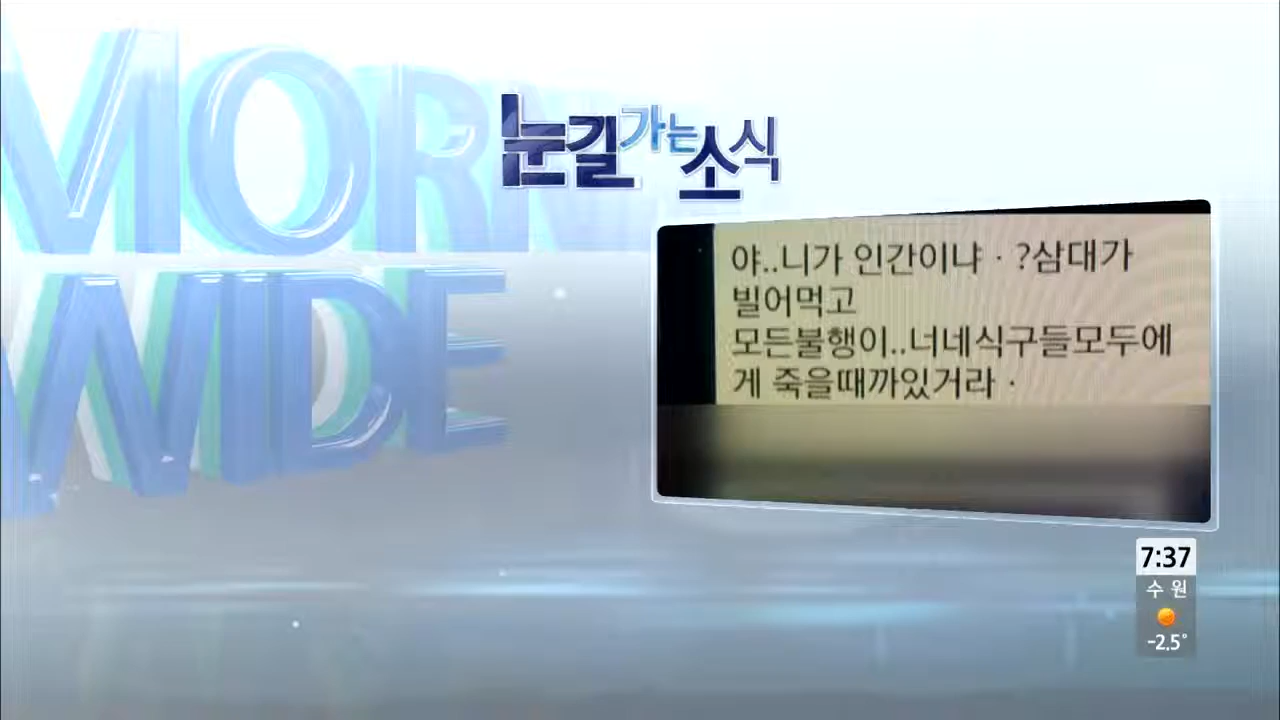 MORN
WIDE
눈길가는소식
야..니가 인간이냐 · ?삼대가
빌어먹고
모든불행이..너네식구들모두에
게 죽을때까있거라 ·
7:37
수 원
-2.5°